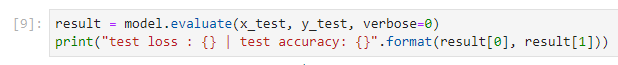 [9]: result = model.evaluate(x_test, y_test, verbose=0)
print("test loss : {} | test accuracy: {}".format(result[0], result[1]))